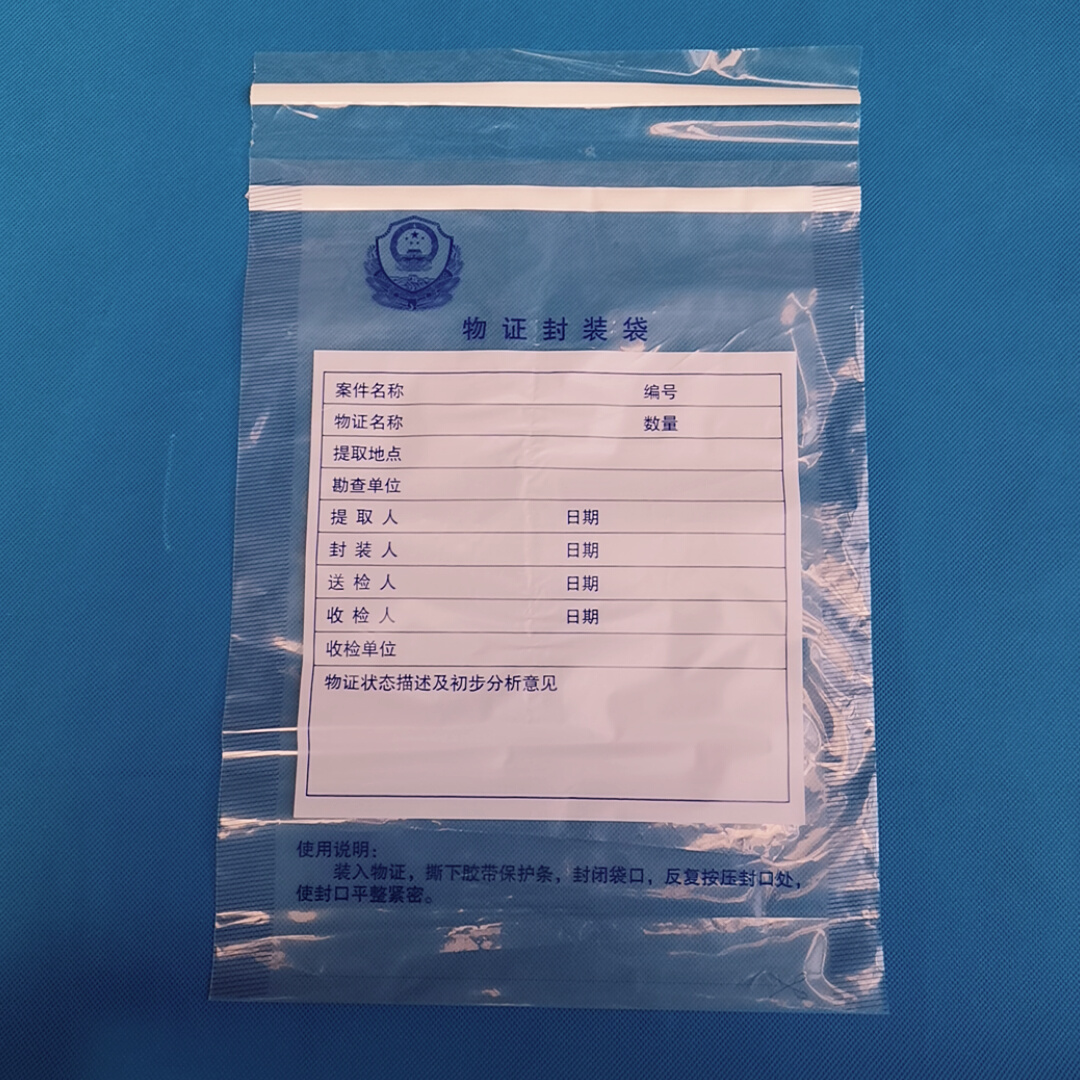 物证封装袋
案件名称 编号
物证名称 数量
提取地点
勘查单位
提取人 日期
封装人 日期
送检人 日期
收检人 日期
收检单位
物证状态描述及初步分析意见
使用说明：
装入物证，撕下胶带保护条，封闭袋口，反复按压封口处，
使封口平整紧密。